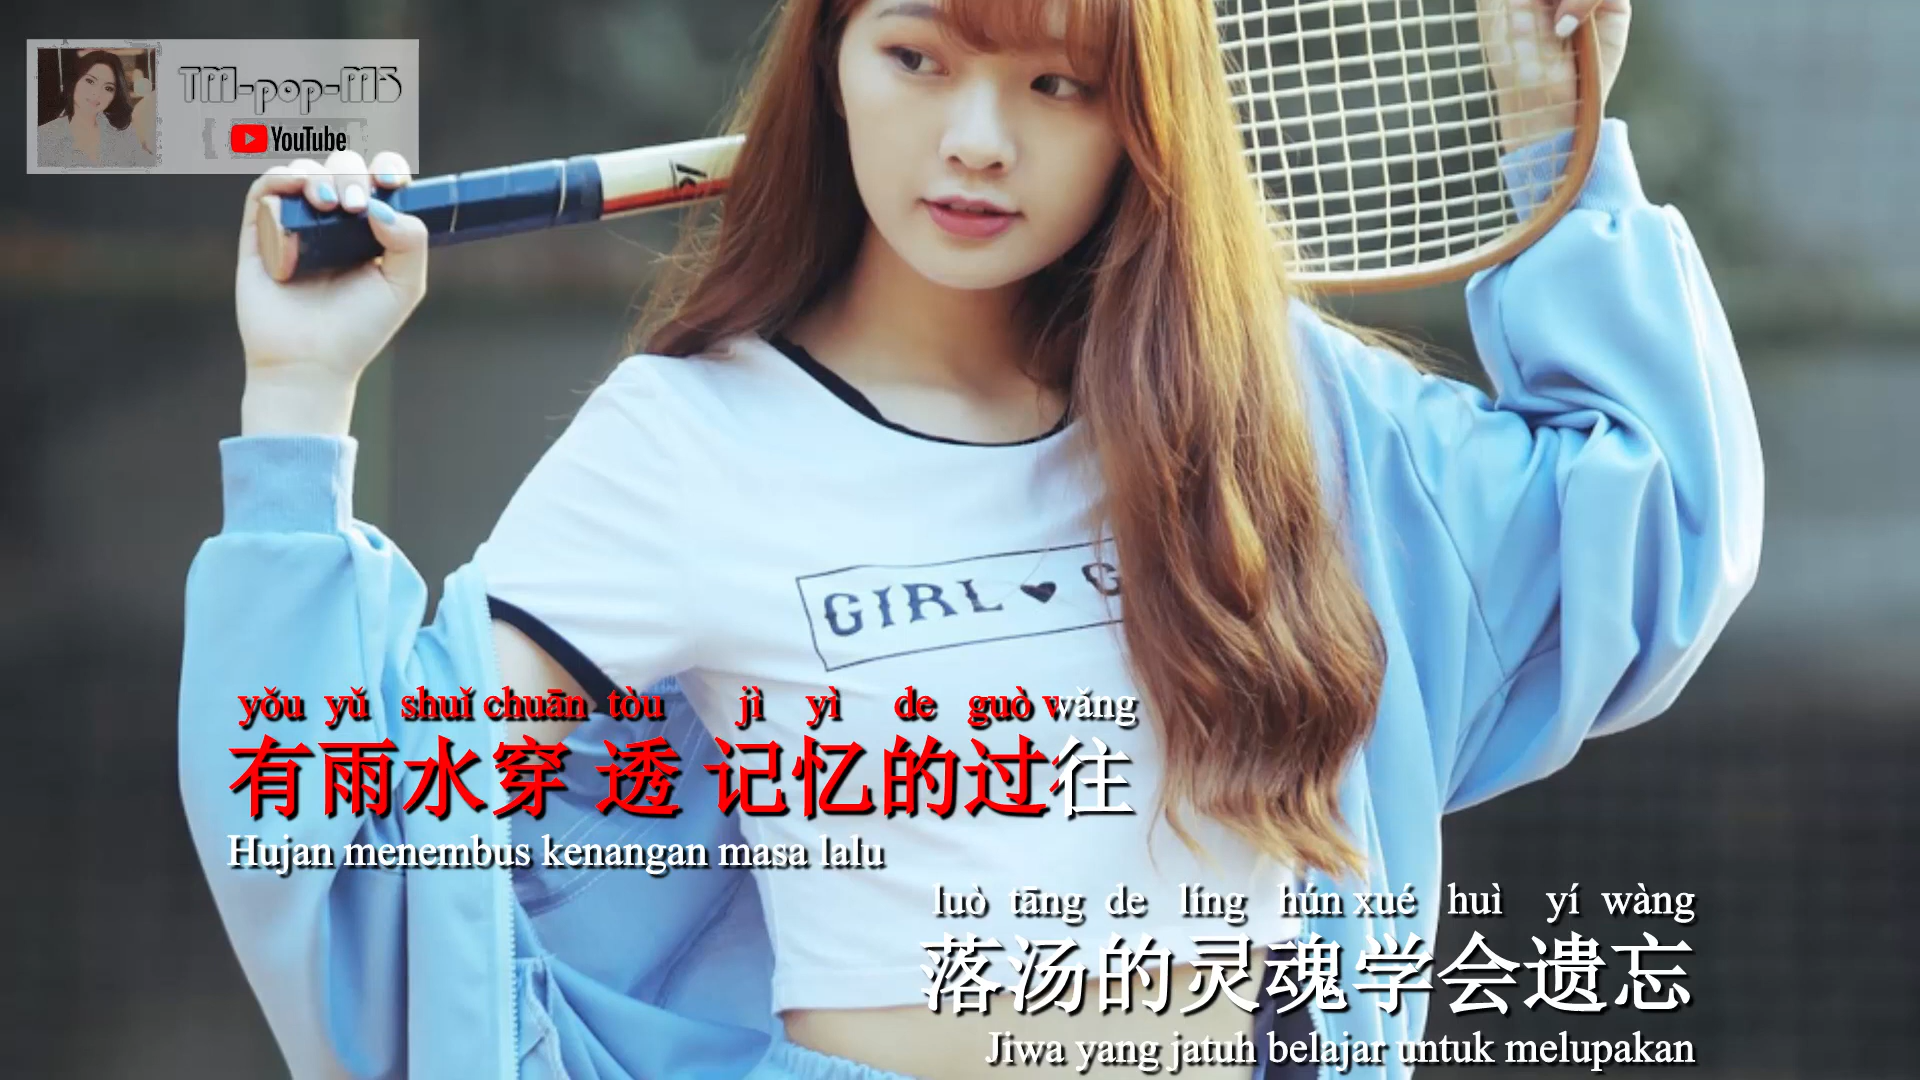 TM-pop-M3
YouTube
GIRL ♥ G
yǒu yǔ shuǐ chuān tòu jì yì de guò wǎng
有雨水穿 透 记忆的过往
Hujan menembus kenangan masa lalu
luò tāng de líng hún xué huì yí wàng
落汤的灵魂学会遗忘
Jiwa yang jatuh belajar untuk melupakan